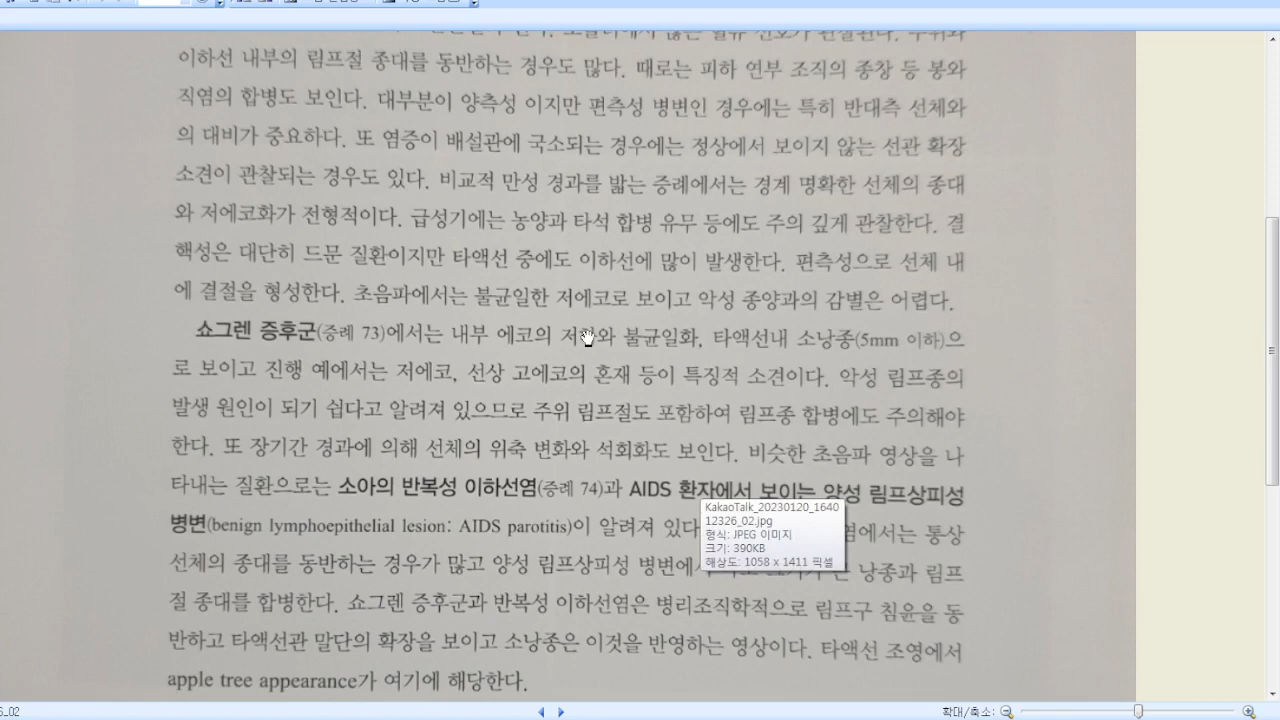 이하선 내부의 림프절 종대를 동반하는 경우도 많다. 때로는 피하 연부 조직의 종창 등 봉와
직염의 합병도 보인다. 대부분이 양측성 이지만 편측성 병변인 경우에는 특히 반대측 선체와
의 대비가 중요하다. 또 염증이 배설관에 국소되는 경우에는 정상에서 보이지 않는 선관 확장
소견이 관찰되는 경우도 있다. 비교적 만성 경과를 밟는 증례에서는 경계 명확한 선체의 종대
와 저에코화가 전형적이다. 급성기에는 농양과 타석 합병 유무 등에도 주의 깊게 관찰한다. 결
핵성은 대단히 드문 질환이지만 타액선 중에도 이하선에 많이 발생한다. 편측성으로 선체 내
에 결절을 형성한다. 초음파에서는 불균일한 저에코로 보이고 악성 종양과의 감별은 어렵다.
쇼그렌 증후군(증례 73)에서는 내부 에코의 저 와 불균일화, 타액선내 소낭종(5mm 이하)으
로 보이고 진행 예에서는 저에코, 선상 고에코의 혼재 등이 특징적 소견이다. 악성 림프종의
발생 원인이 되기 쉽다고 알려져 있으므로 주위 림프절도 포함하여 림프종 합병에도 주의해야
한다. 또 장기간 경과에 의해 선체의 위축 변화와 석회화도 보인다. 비슷한 초음파 영상을 나
타내는 질환으로는 소아의 반복성 이하선염(증례 74)과 AIDS 환자에서 보이는 양성 림프상피성
병변(benign lymphoepithelial lesion: AIDS parotitis)이 알려져 있다 에서는 통상
선체의 종대를 동반하는 경우가 많고 양성 림프상피성 병변에 낭종과 림프
절 종대를 합병한다. 쇼그렌 증후군과 반복성 이하선염은 병리조직학적으로 림프구 침윤을 동
반하고 타액선관 말단의 확장을 보이고 소낭종은 이것을 반영하는 영상이다. 타액선 조영에서
apple tree appearance가 여기에 해당한다.
KakaoTalk_20230120_1640
12326_02.jpg
형식: JPEG 이미지
크기: 390KB
해상도: 1058 x 1411 픽셀
_02
확대/축소: